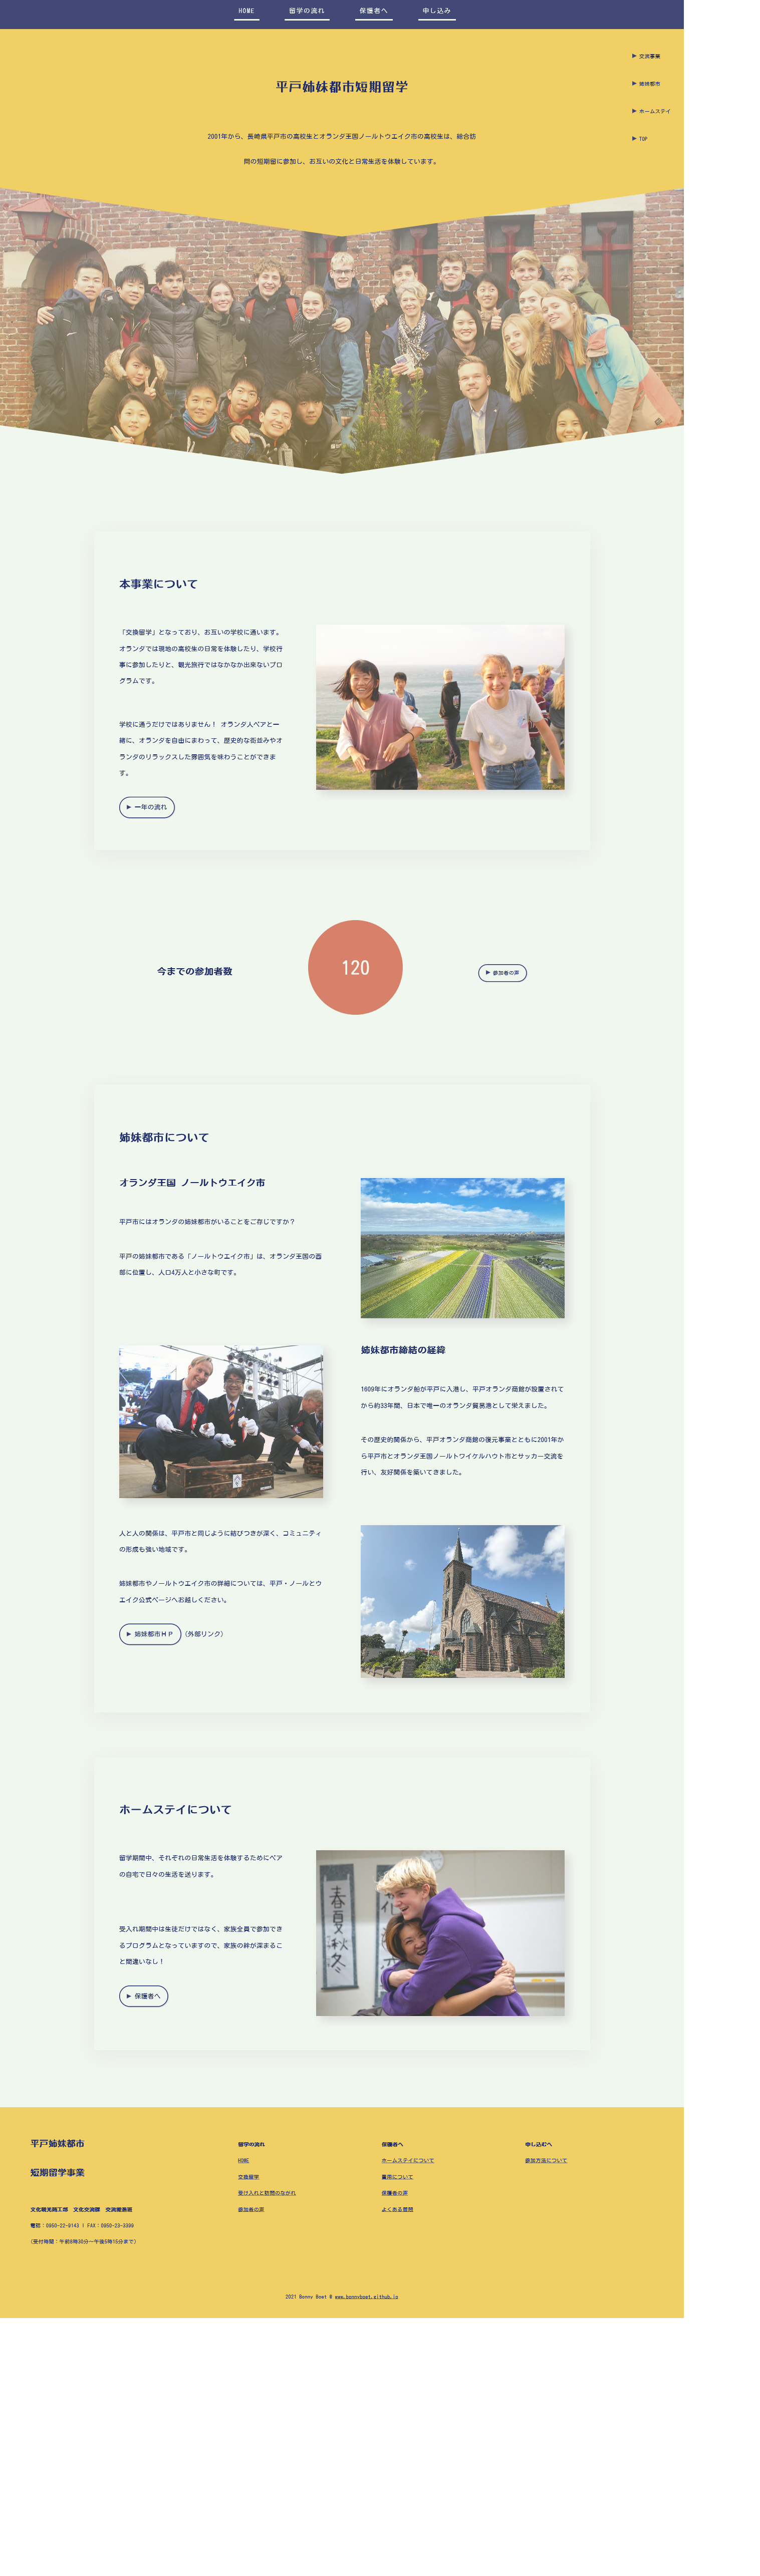 HOME
留学の流れ
保護者へ
申し込み
▶ 交流事業
▶ 姉妹都市
▶ ホームステイ
▶ TOP
平戸姉妹都市短期留学
2001年から、長崎県平戸市の高校生とオランダ王国ノールトウエイク市の高校生は、総合訪
問の短期留に参加し、お互いの文化と日常生活を体験しています。
本事業について
「交換留学」となっており、お互いの学校に通います。
オランダでは現地の高校生の日常を体験したり、学校行
事に参加したりと、観光旅行ではなかなか出来ないプロ
グラムです。
学校に通うだけではありません！ オランダ人ペアと一
緒に、オランダを自由にまわって、歴史的な街並みやオ
ランダのリラックスした雰囲気を味わうことができま
す。
▶ 一年の流れ
今までの参加者数
120
▶ 参加者の声
姉妹都市について
オランダ王国 ノールトウエイク市
平戸市にはオランダの姉妹都市がいることをご存じですか？
平戸の姉妹都市である「ノールトウエイク市」は、オランダ王国の西
部に位置し、人口4万人と小さな町です。
姉妹都市締結の経緯
1609年にオランダ船が平戸に入港し、平戸オランダ商館が設置されて
から約33年間、日本で唯一のオランダ貿易港として栄えました。
その歴史的関係から、平戸オランダ商館の復元事業とともに2001年か
ら平戸市とオランダ王国ノールトワイケルハウト市とサッカー交流を
行い、友好関係を築いてきました。
人と人の関係は、平戸市と同じように結びつきが深く、コミュニティ
の形成も強い地域です。
姉妹都市やノールトウエイク市の詳細については、平戸・ノールとウ
エイク公式ページへお越しください。
▶ 姉妹都市ＨＰ （外部リンク）
ホームステイについて
留学期間中、それぞれの日常生活を体験するためにペア
の自宅で日々の生活を送ります。
受入れ期間中は生徒だけではなく、家族全員で参加でき
るプログラムとなっていますので、家族の絆が深まるこ
と間違いなし！
▶ 保護者へ
春夏秋冬
平戸姉妹都市
短期留学事業
文化観光商工部 文化交流課 交流推進班
電話：0950-22-9143 | FAX：0950-23-3399
（受付時間：午前8時30分～午後5時15分まで）
留学の流れ
HOME
交換留学
受け入れと訪問のながれ
参加者の声
保護者へ
ホームステイについて
費用について
保護者の声
よくある質問
申し込むへ
参加方法について
2021 Bonny Boat @ www.bonnyboat.github.io